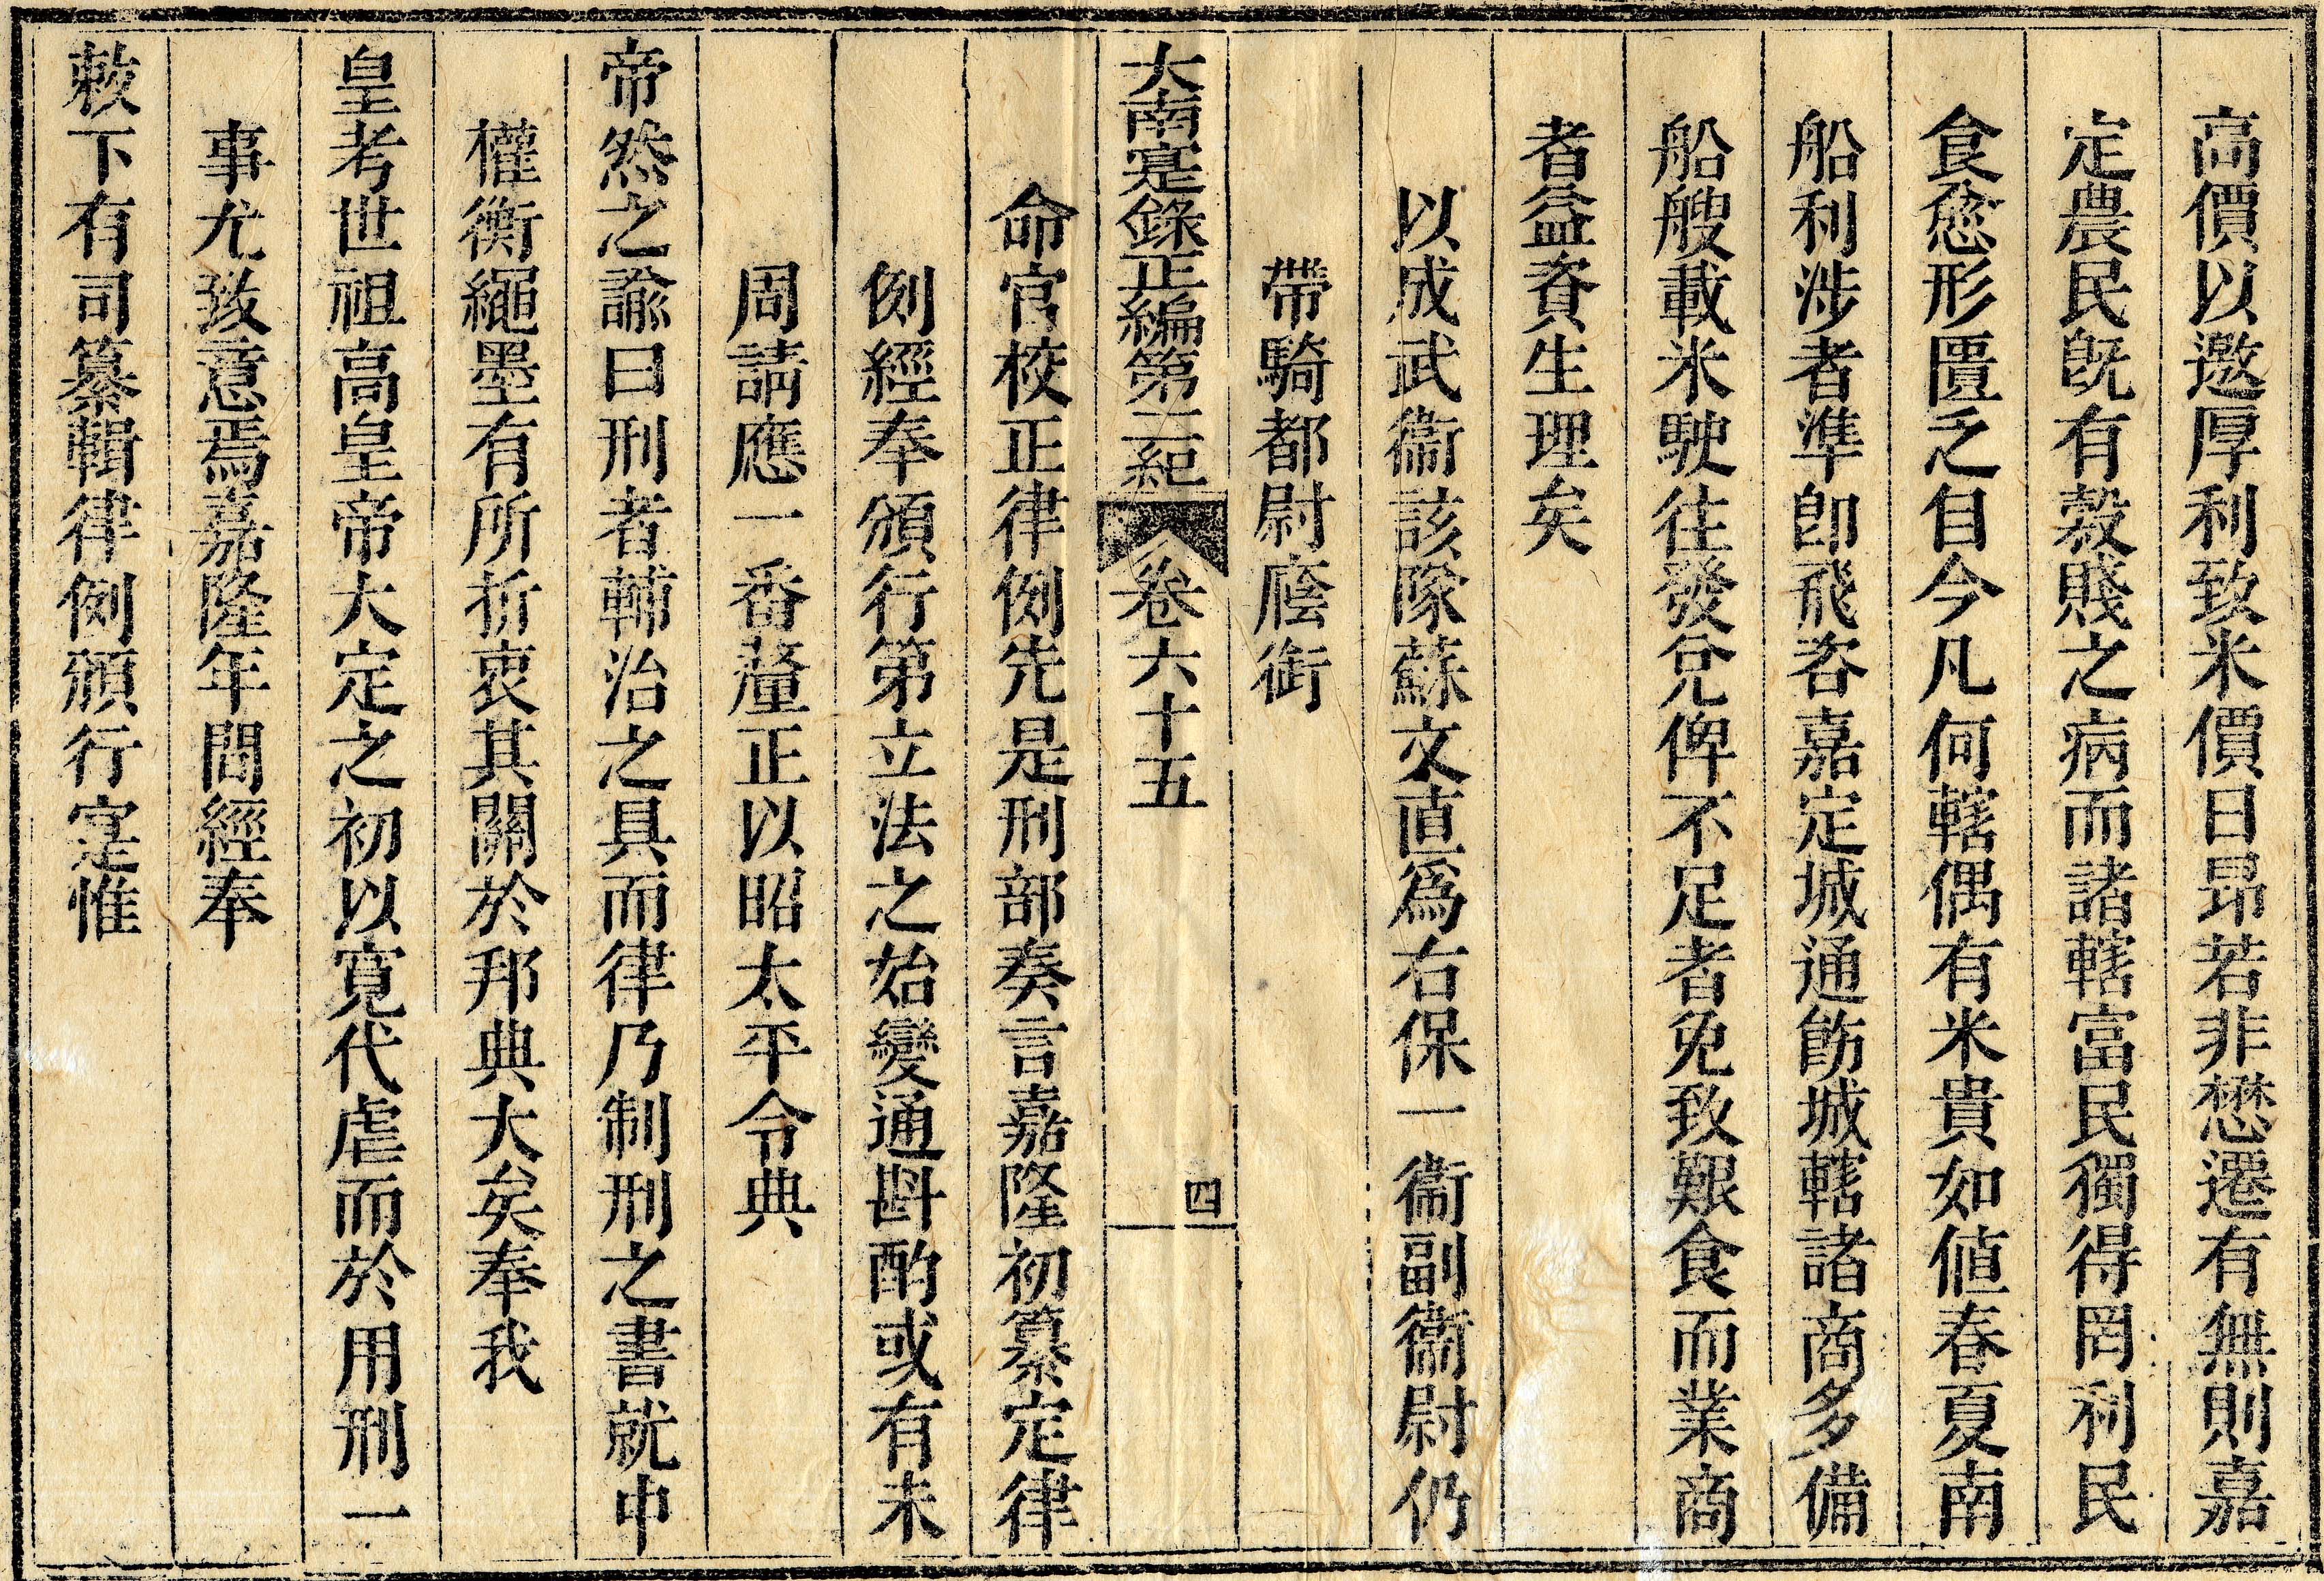 高價以邀厚利致米價日昂若非懋遷有無則嘉
定農民旣有穀賤之病而諸轄富民獨得罔利民
食愈形匱乏自今凡何轄偶有米貴如値春夏南
船利涉者準卽飛咨嘉定城通飭城轄諸商多備
船艘載米駛往發兌俾不足者免致艱食而業商
者益資生理矣
以成武衞該隊蘇文直爲右保一衞副衞尉仍
帶騎都尉廕銜
大南寔錄正編第二紀 卷六十五 四
命官校正律例先是刑部奏言嘉隆初纂定律
例經奉頒行第立法之始變通斟酌或有未
周請應一番釐正以昭太平令典
帝然之諭曰刑者輔治之具而律乃制刑之書就中
權衡繩墨有所折衷其關於邦典大矣奉我
皇考世祖高皇帝大定之初以寬代虐而於用刑一
事尤致意焉嘉隆年間經奉
敕下有司纂輯律例頒行寔惟